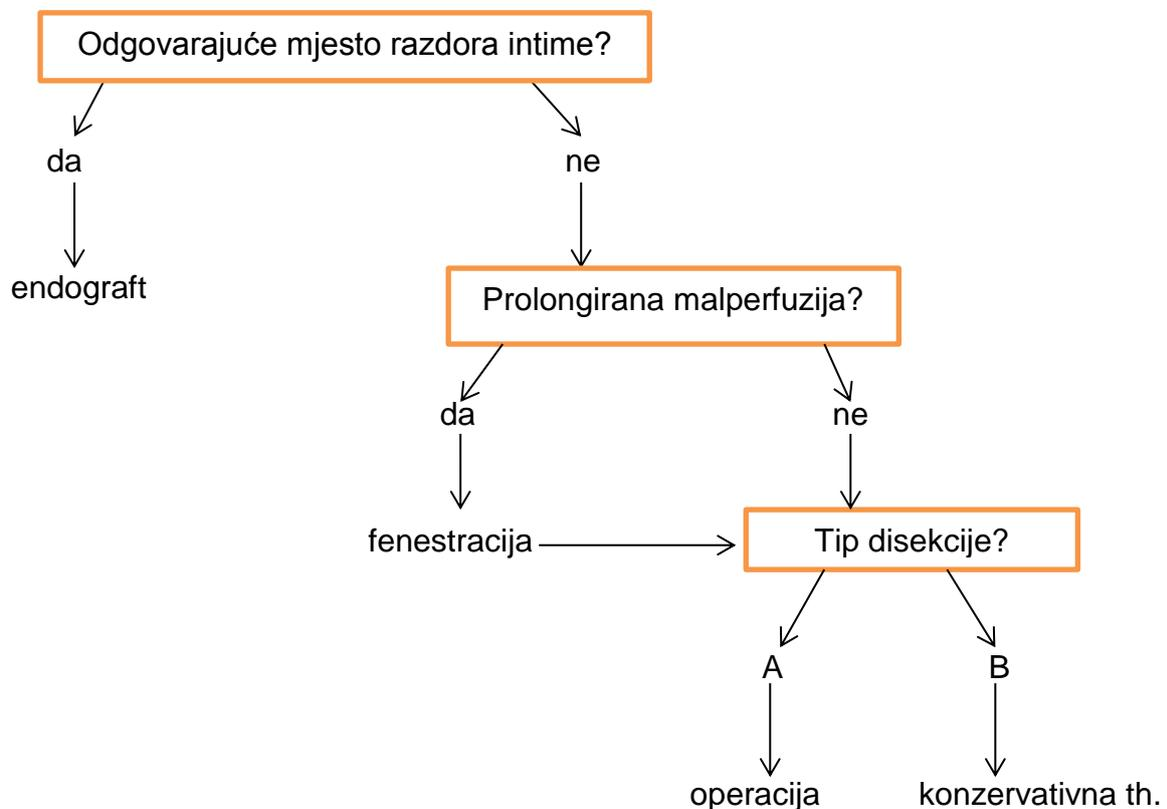 Odgovarajuće mjesto razdora intime?
da
ne
endograft
Prolongirana malperfuzija?
da
ne
fenestracija
Tip disekcije?
A
B
operacija
konzervativna th.